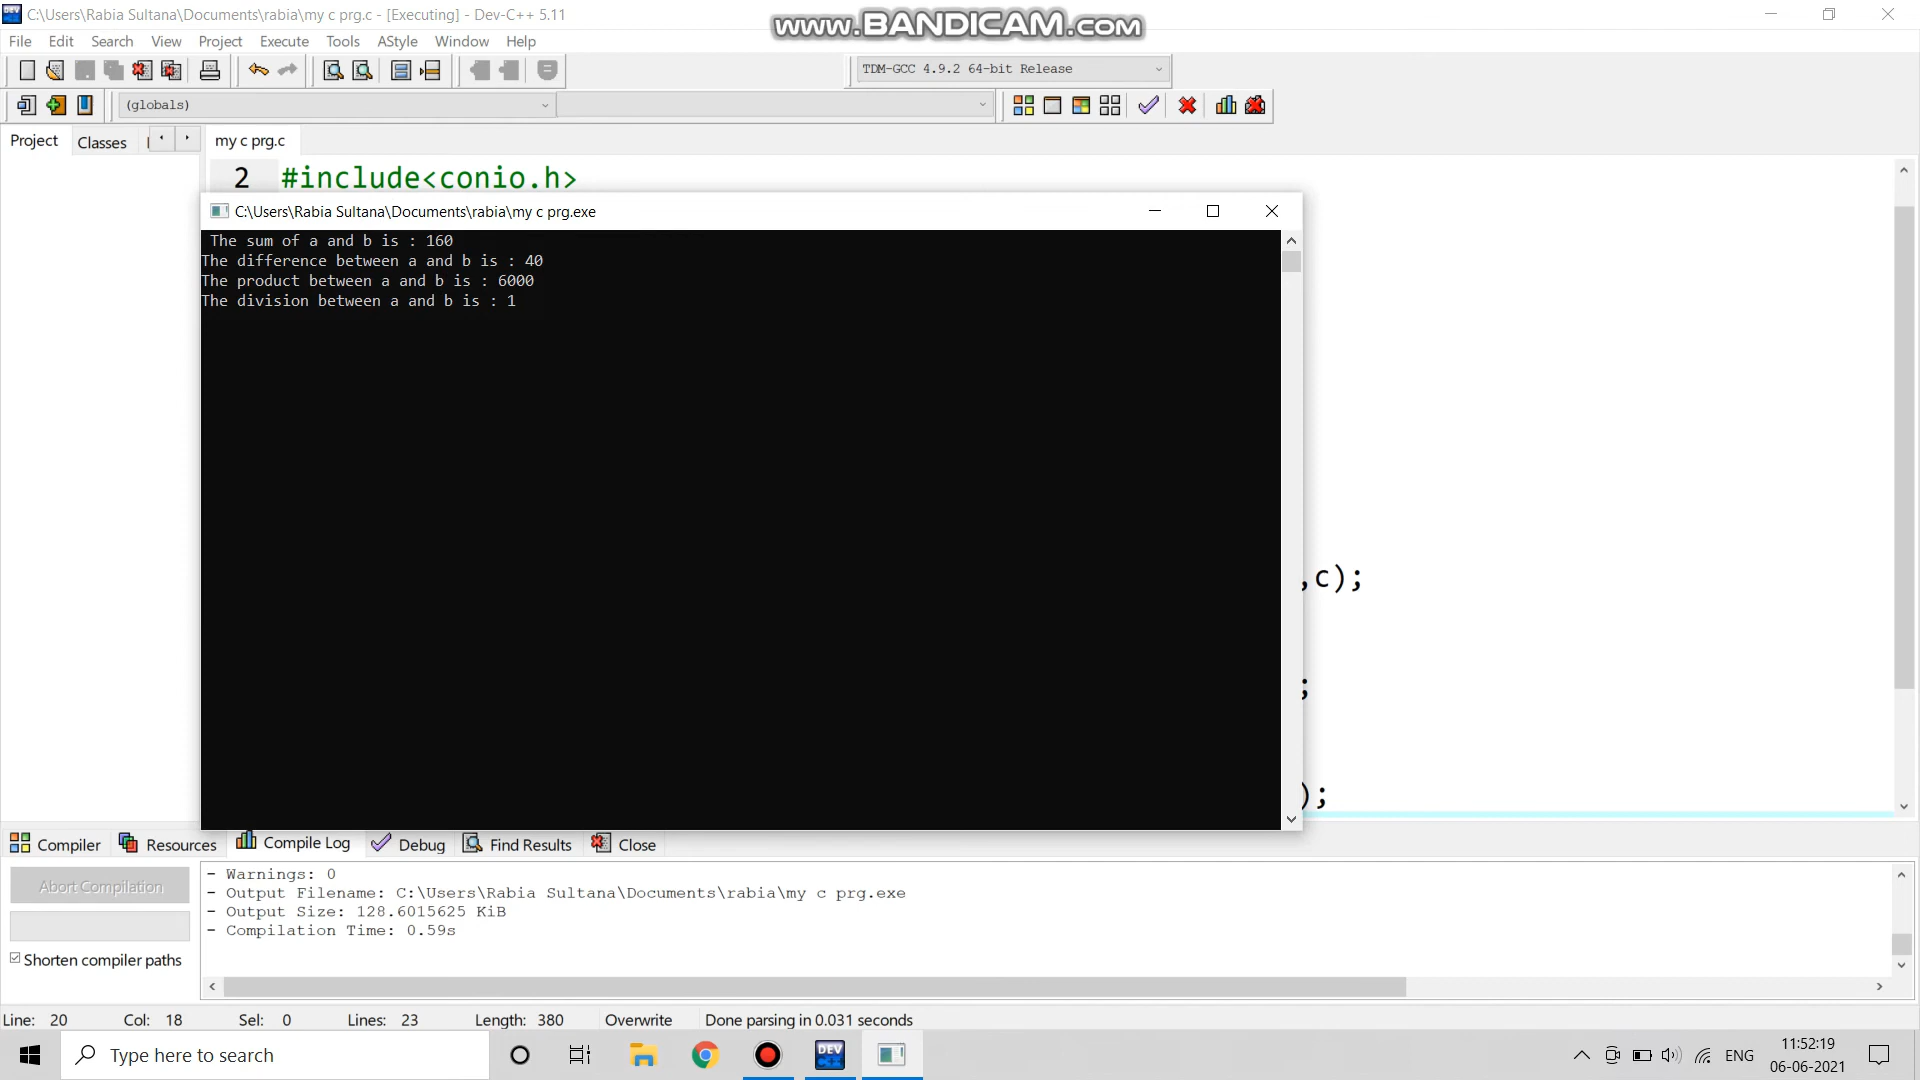 C:\Users\Rabia Sultana\Documents\rabia\my c prg.c - [Executing] - Dev-C++ 5.11
www.BANDICAM.com
File Edit Search View Project Execute Tools AStyle Window Help
TDM-GCC 4.9.2 64-bit Release
(globals)
Project Classes my c prg.c
2 #include<conio.h>
C:\Users\Rabia Sultana\Documents\rabia\my c prg.exe
The sum of a and b is : 160
The difference between a and b is : 40
The product between a and b is : 6000
The division between a and b is : 1
,c);
;
);
Compiler Resources Compile Log Debug Find Results Close
Abort Compilation
- Warnings: 0
- Output Filename: C:\Users\Rabia Sultana\Documents\rabia\my c prg.exe
- Output Size: 128.6015625 KiB
- Compilation Time: 0.59s
Shorten compiler paths
Line: 20 Col: 18 Sel: 0 Lines: 23 Length: 380 Overwrite Done parsing in 0.031 seconds
Type here to search
DEV
ENG
11:52:19
06-06-2021